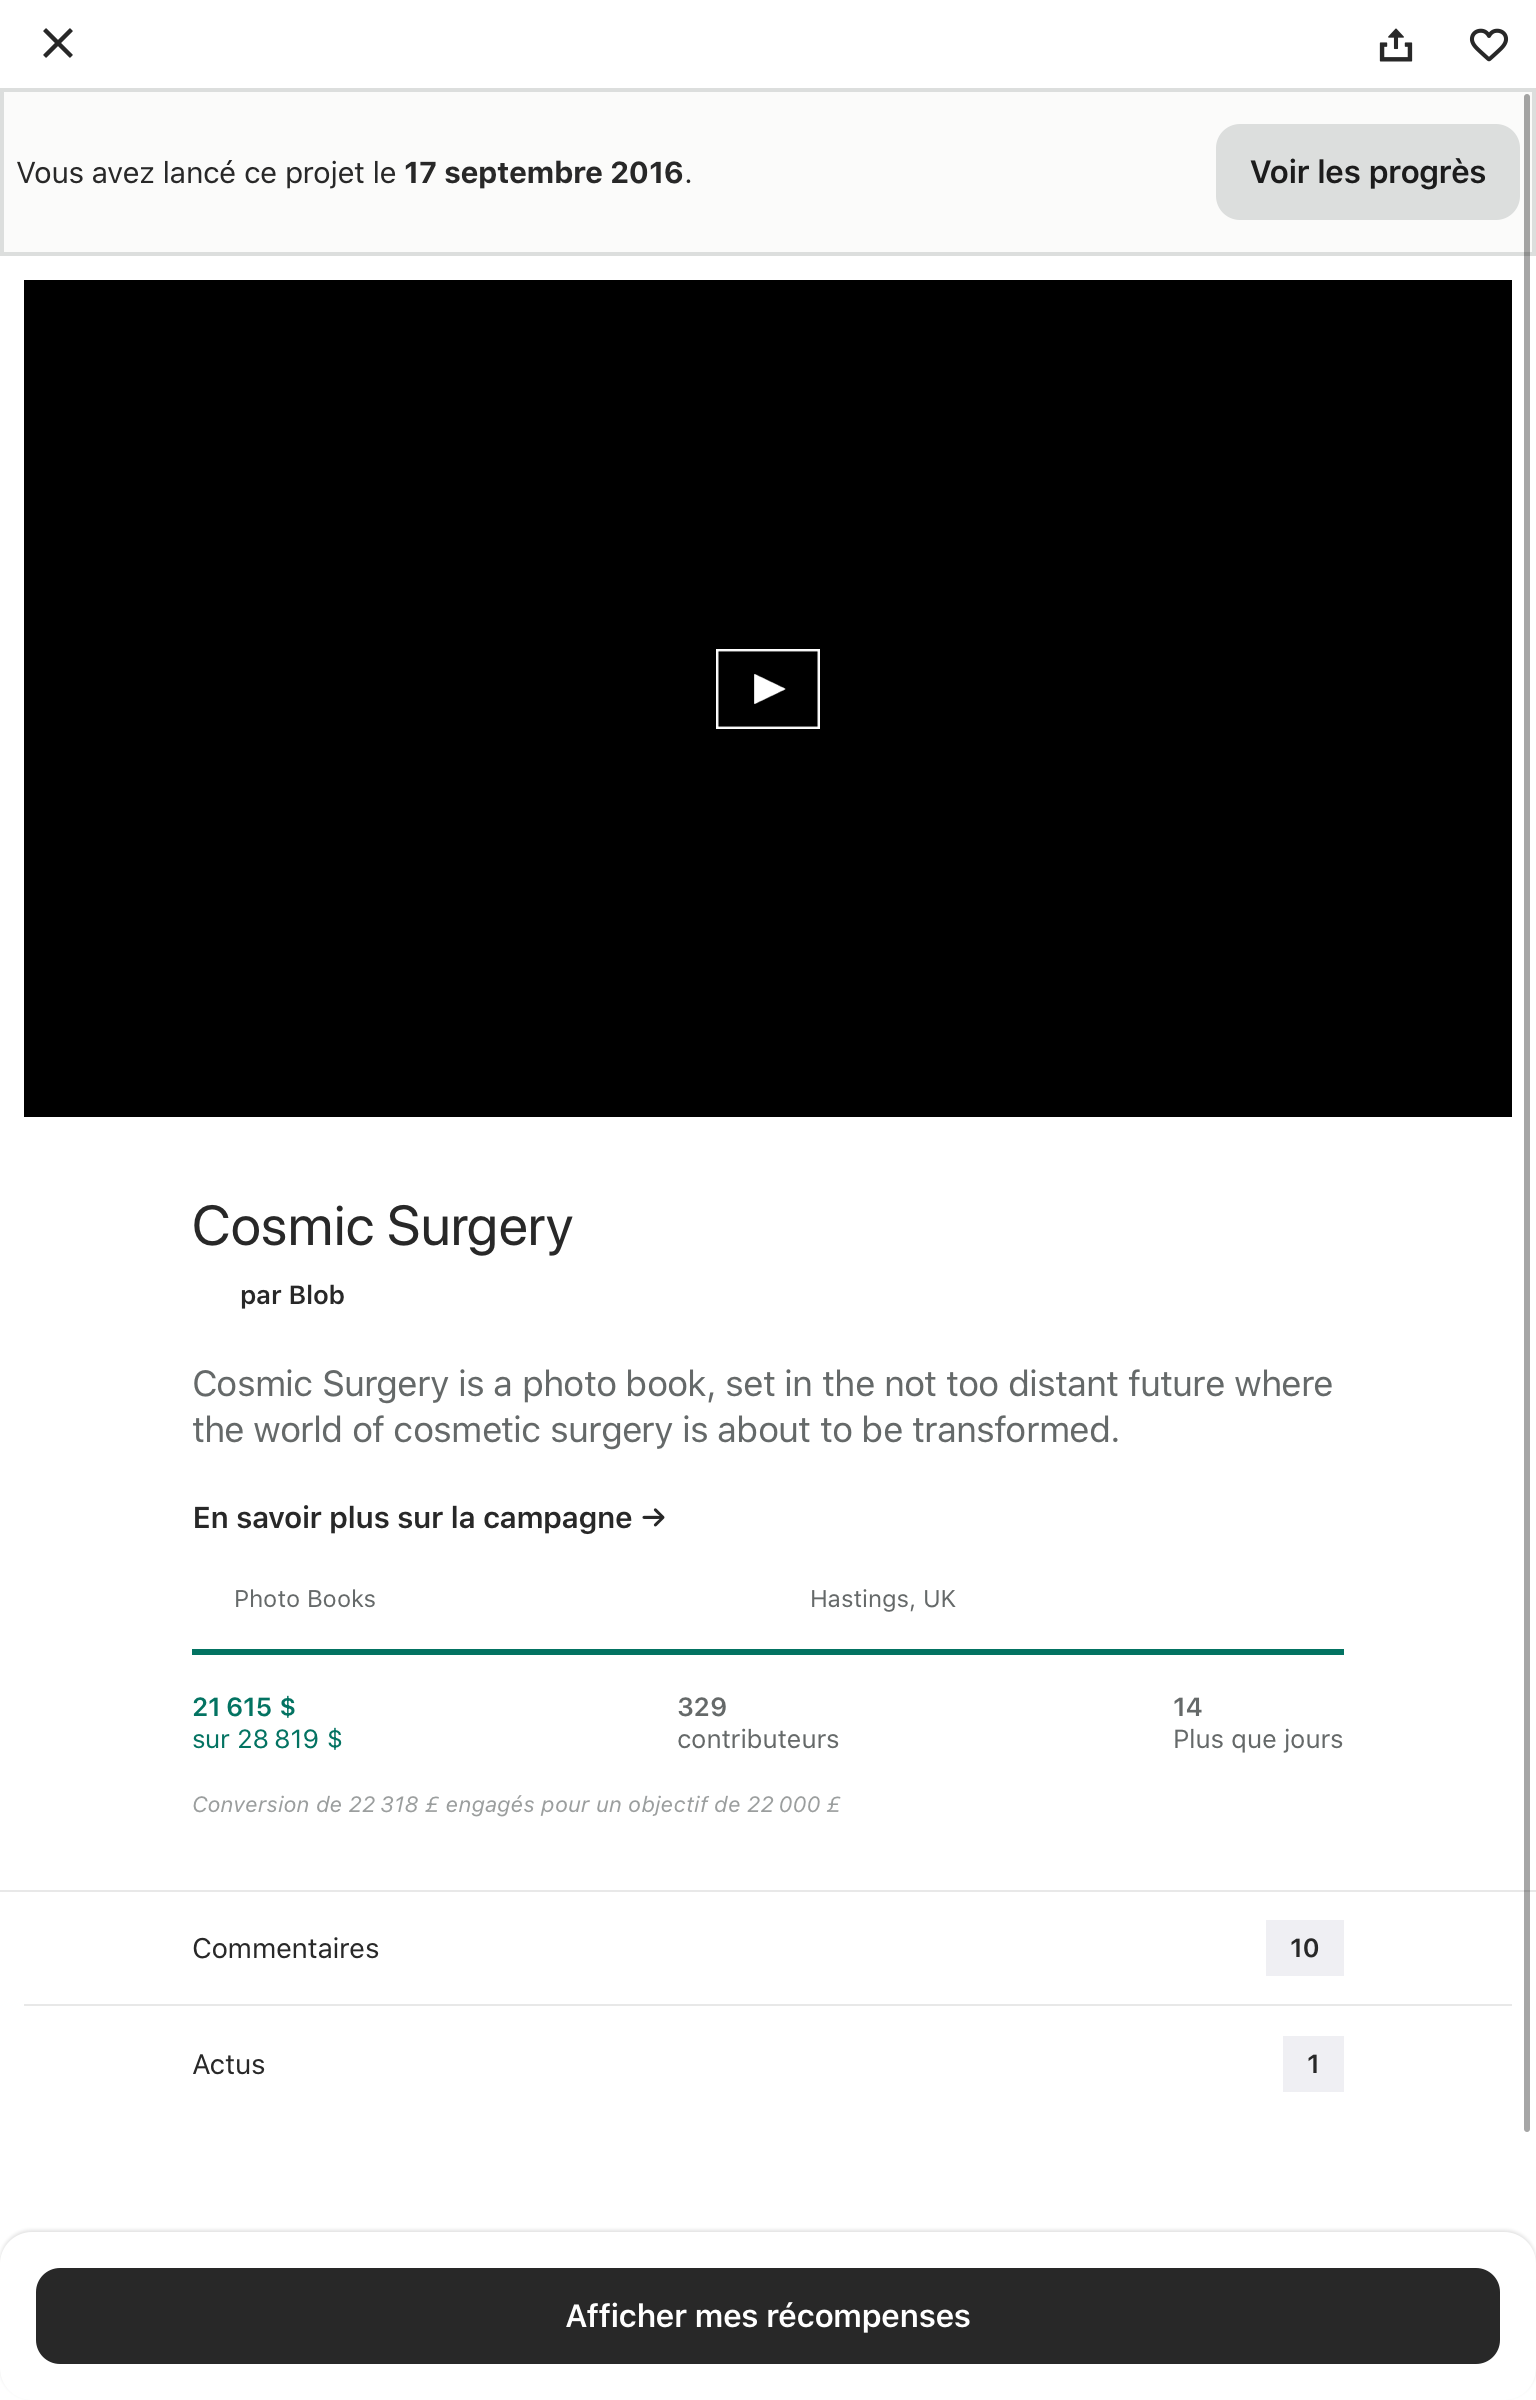 Vous avez lancé ce projet le 17 septembre 2016.
Voir les progrès
Cosmic Surgery
par Blob
Cosmic Surgery is a photo book, set in the not too distant future where
the world of cosmetic surgery is about to be transformed.
En savoir plus sur la campagne →
Photo Books
Hastings, UK
21 615 $
sur 28 819 $
329
contributeurs
14
Plus que jours
Conversion de 22 318 £ engagés pour un objectif de 22 000 £
Commentaires
10
Actus
1
Afficher mes récompenses